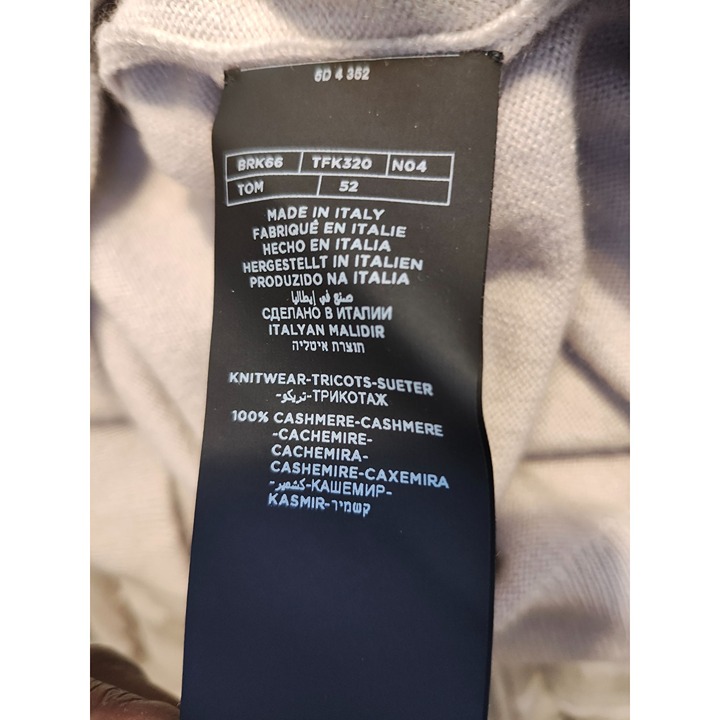 6D 4 352
BRK66 TFK320 N04
TOM 52
MADE IN ITALY
FABRIQUÉ EN ITALIE
HECHO EN ITALIA
HERGESTELLT IN ITALIEN
PRODUZIDO NA ITALIA
صنع في إيطاليا
СДЕЛАНО В ИТАЛИИ
ITALYAN MALIDIR
תוצרת איטליה
KNITWEAR-TRICOTS-SUETER
-تريكو-ТРИКОТАЖ
100% CASHMERE-CASHMERE
-CACHEMIRE-
CACHEMIRA-
CASHEMIRE-CAXEMIRA
-كشمير-КАШЕМИР-
KASMIR-קשמיר